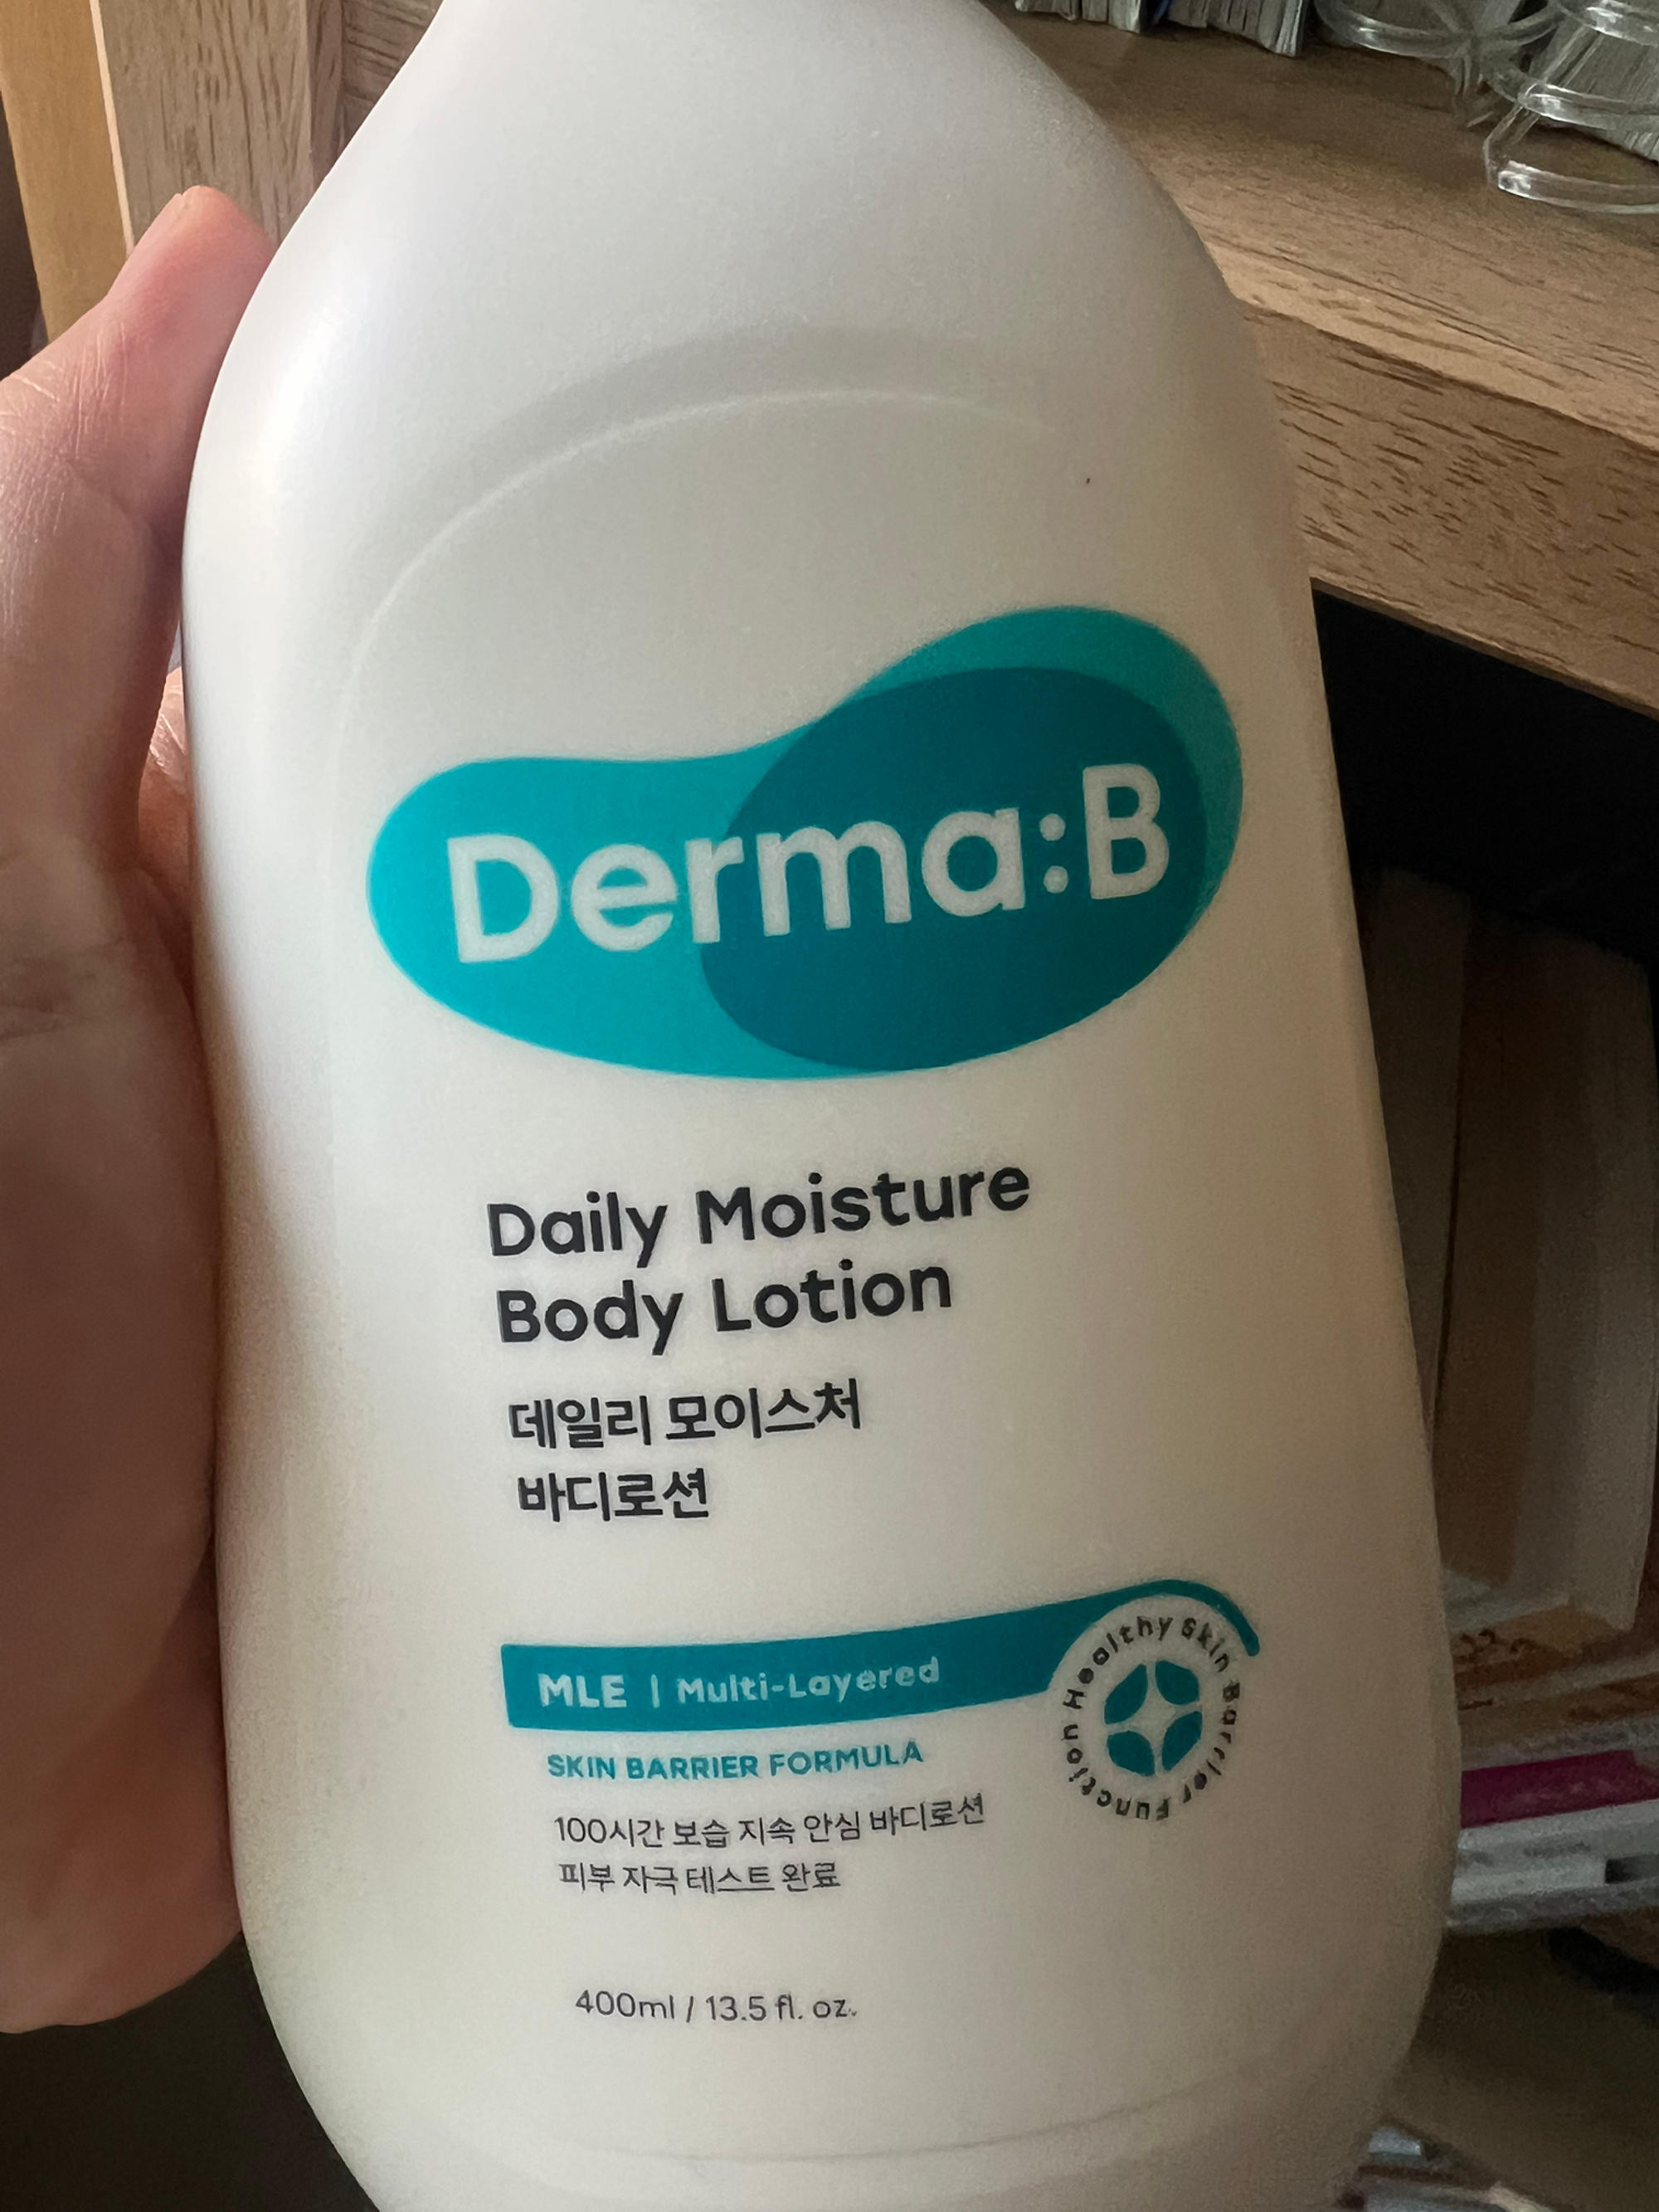 Derma:B
Daily Moisture
Body Lotion
데일리 모이스처
바디로션
MLE | Multi-Layered
Healthy Skin Barrier Function
SKIN BARRIER FORMULA
100시간 보습 지속 안심 바디로션
피부 자극 테스트 완료
400ml / 13.5 fl. oz.